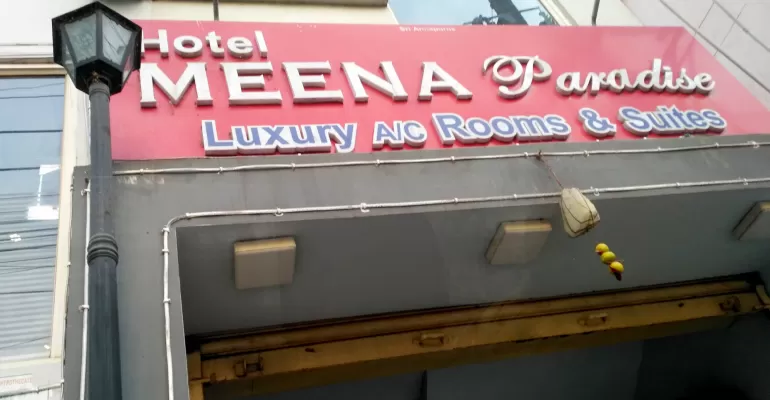 Hotel
MEENA Paradise
Luxury A/C Rooms & Suites